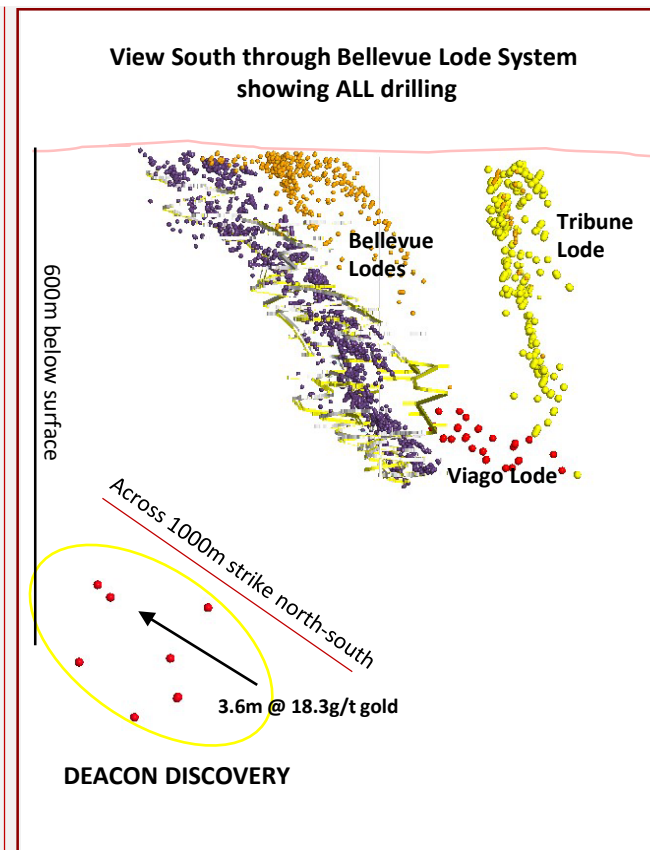 View South through Bellevue Lode System
showing ALL drilling
Bellevue
Lodes
Tribune
Lode
600m below surface
Viago Lode
Across 1000m strike north-south
3.6m @ 18.3g/t gold
DEACON DISCOVERY